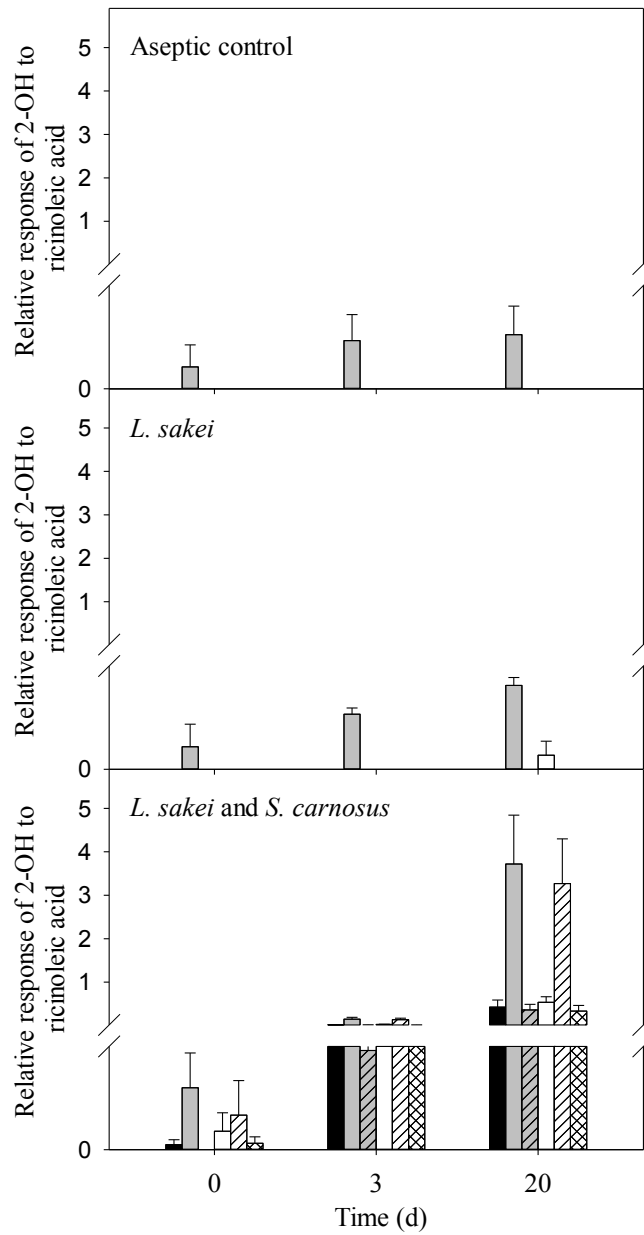 Relative response of 2-OH to
ricinoleic acid
Aseptic control
5
4
3
2
1
0
Relative response of 2-OH to
ricinoleic acid
L. sakei
5
4
3
2
1
0
Relative response of 2-OH to
ricinoleic acid
L. sakei and S. carnosus
5
4
3
2
1
0
0 3 20
Time (d)